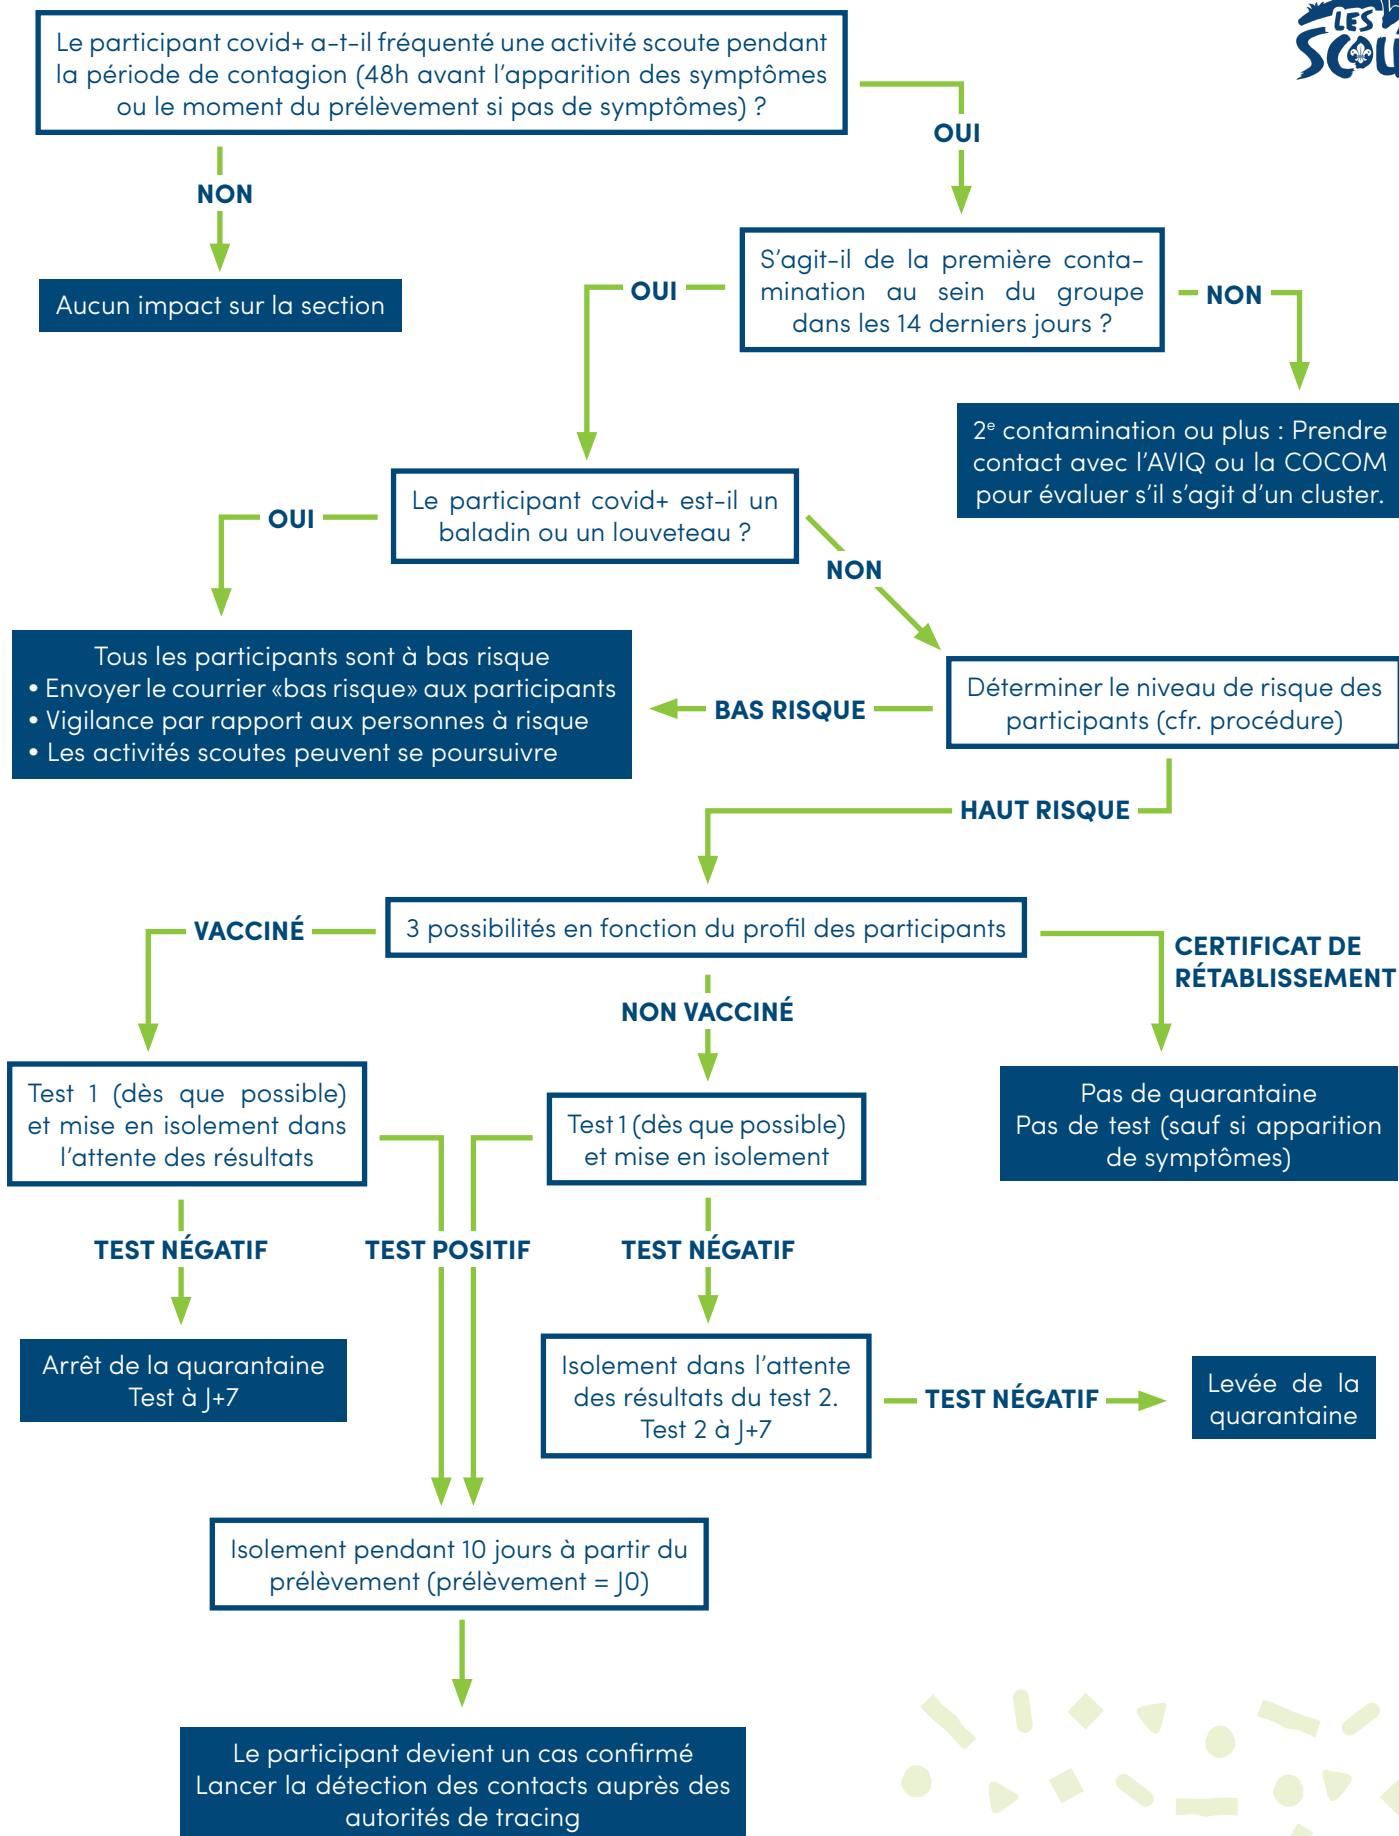 LES
Le participant covid+ a-t-il fréquenté une activité scoute pendant
la période de contagion (48h avant l'apparition des symptômes
ou le moment du prélèvement si pas de symptômes) ?
OUI
NON
Aucun impact sur la section
S'agit-il de la première conta-
mination au sein du groupe
dans les 14 derniers jours ?
OUI
NON
2e contamination ou plus : Prendre
contact avec l'AVIQ ou la COCOM
pour évaluer s'il s'agit d'un cluster.
Le participant covid+ est-il un
baladin ou un louveteau ?
OUI
NON
Tous les participants sont à bas risque
• Envoyer le courrier «bas risque» aux participants
• Vigilance par rapport aux personnes à risque
• Les activités scoutes peuvent se poursuivre
BAS RISQUE
Déterminer le niveau de risque des
participants (cfr. procédure)
HAUT RISQUE
3 possibilités en fonction du profil des participants
VACCINÉ
NON VACCINÉ
CERTIFICAT DE
RÉTABLISSEMENT
Test 1 (dès que possible)
et mise en isolement dans
l'attente des résultats
Test 1 (dès que possible)
et mise en isolement
Pas de quarantaine
Pas de test (sauf si apparition
de symptômes)
TEST NÉGATIF
TEST POSITIF
TEST NÉGATIF
Arrêt de la quarantaine
Test à J+7
Isolement dans l'attente
des résultats du test 2.
Test 2 à J+7
TEST NÉGATIF
Levée de la
quarantaine
Isolement pendant 10 jours à partir du
prélèvement (prélèvement = J0)
Le participant devient un cas confirmé
Lancer la détection des contacts auprès des
autorités de tracing